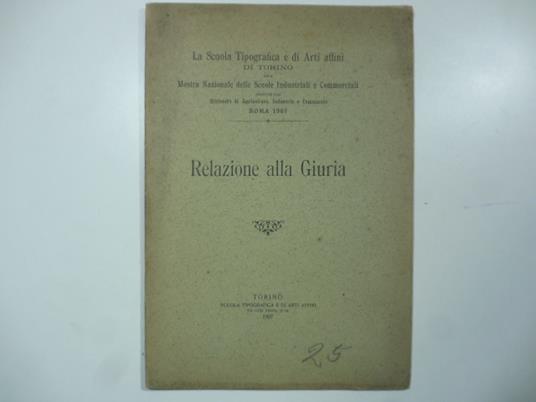 La Scuola Tipografica e di Arti affini
DI TORINO
Mostra Nazionale delle Scuole Industriali e Commerciali
Ministero di Agricoltura, Industria e Commercio
ROMA 1907
Relazione alla Giuria
TORINO
SCUOLA TIPOGRAFICA E DI ARTI AFFINI
1907
25